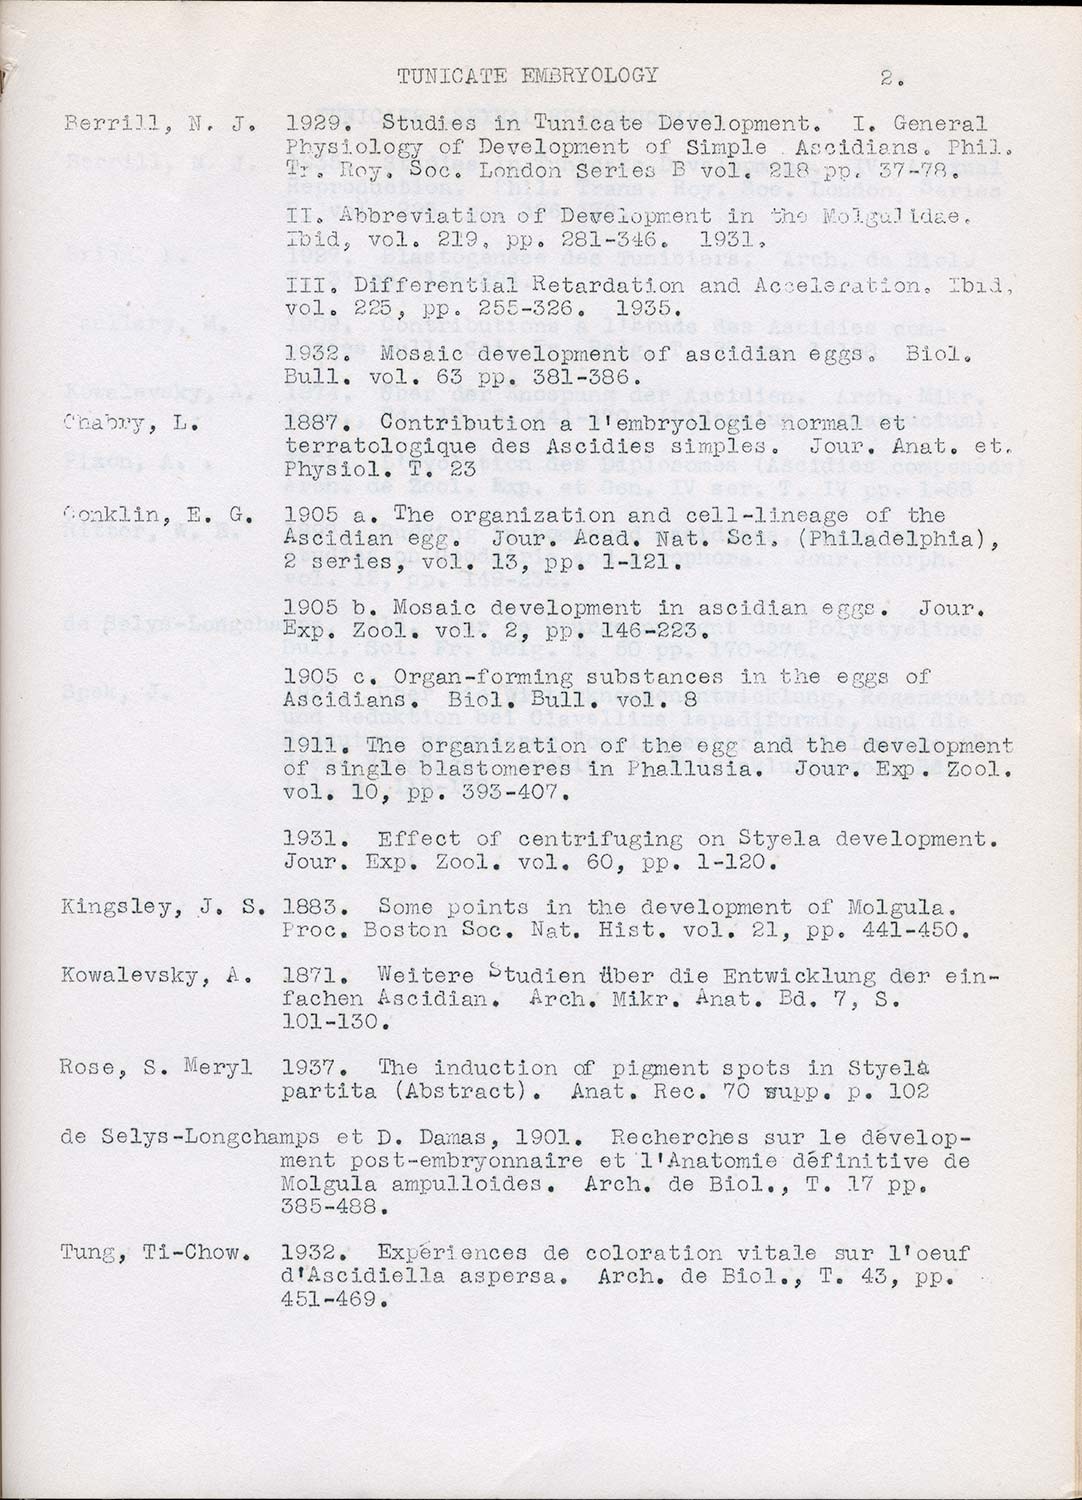 TUNICATE EMBRYOLOGY 2.
Berrill, N. J. 1929. Studies in Tunicate Development. I. General
Physiology of Development of Simple Ascidians. Phil.
Tr. Roy. Soc. London Series B vol. 218 pp. 37-78.
II. Abbreviation of Development in the Molgulidae.
Ibid, vol. 219, pp. 281-346. 1931.
III. Differential Retardation and Acceleration. Ibid,
vol. 225, pp. 255-326. 1935.
1932. Mosaic development of ascidian eggs. Biol.
Bull. vol. 63 pp. 381-386.
Chabry, L. 1887. Contribution a l'embryologie normal et
terratologique des Ascidies simples. Jour. Anat. et.
Physiol. T. 23
Conklin, E. G. 1905 a. The organization and cell-lineage of the
Ascidian egg. Jour. Acad. Nat. Sci. (Philadelphia),
2 series, vol. 13, pp. 1-121.
1905 b. Mosaic development in ascidian eggs. Jour.
Exp. Zool. vol. 2, pp. 146-223.
1905 c. Organ-forming substances in the eggs of
Ascidians. Biol. Bull. vol. 8
1911. The organization of the egg and the development
of single blastomeres in Phallusia. Jour. Exp. Zool.
vol. 10, pp. 393-407.
1931. Effect of centrifuging on Styela development.
Jour. Exp. Zool. vol. 60, pp. 1-120.
Kingsley, J. S. 1883. Some points in the development of Molgula.
Proc. Boston Soc. Nat. Hist. vol. 21, pp. 441-450.
Kowalevsky, A. 1871. Weitere Studien über die Entwicklung der ein-
fachen Ascidian. Arch. Mikr. Anat. Bd. 7, S.
101-130.
Rose, S. Meryl 1937. The induction of pigment spots in Styela
partita (Abstract). Anat. Rec. 70 supp. p. 102
de Selys-Longchamps et D. Damas, 1901. Recherches sur le dévelop-
ment post-embryonnaire et l'Anatomie définitive de
Molgula ampulloides. Arch. de Biol., T. 17 pp.
385-488.
Tung, Ti-Chow. 1932. Expériences de coloration vitale sur l'oeuf
d'Ascidiella aspersa. Arch. de Biol., T. 43, pp.
451-469.